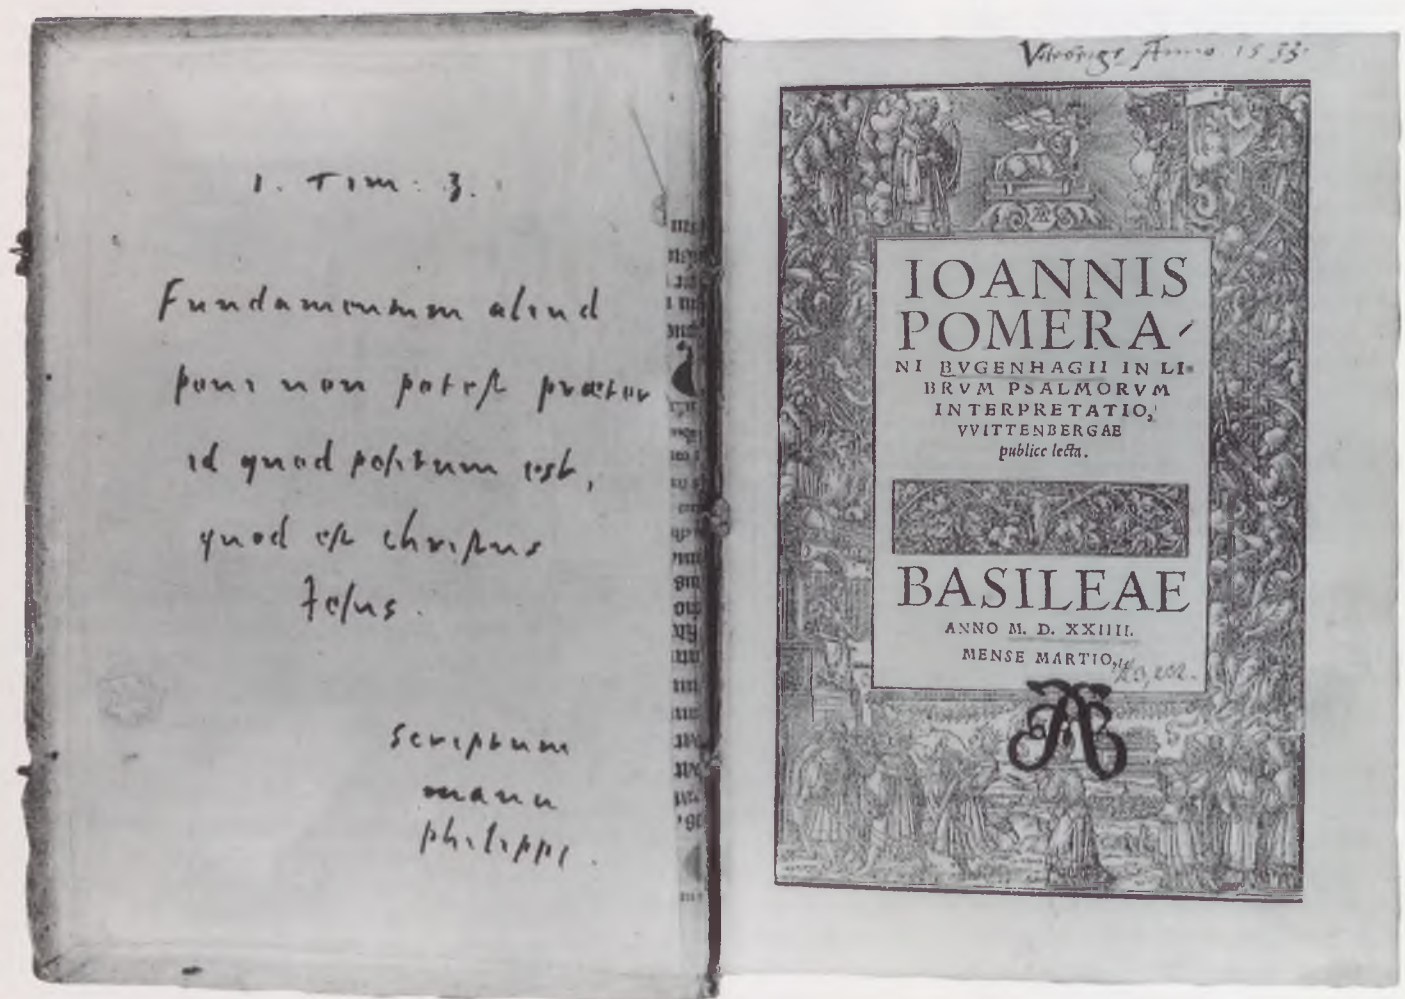 1. Tim. 3.
Fundamentum aliud
poni non potest præter
id quod positum est,
quod est christus
Jesus.
scriptum
manu
philippi.
Anno 1533.
IOANNIS
POMERA-
NI BVGENHAGII IN LI-
BRVM PSALMORVM
INTERPRETATIO,
VVITTENBERGAE
publice lecta.
BASILEAE
ANNO M. D. XXIIII.
MENSE MARTIO,